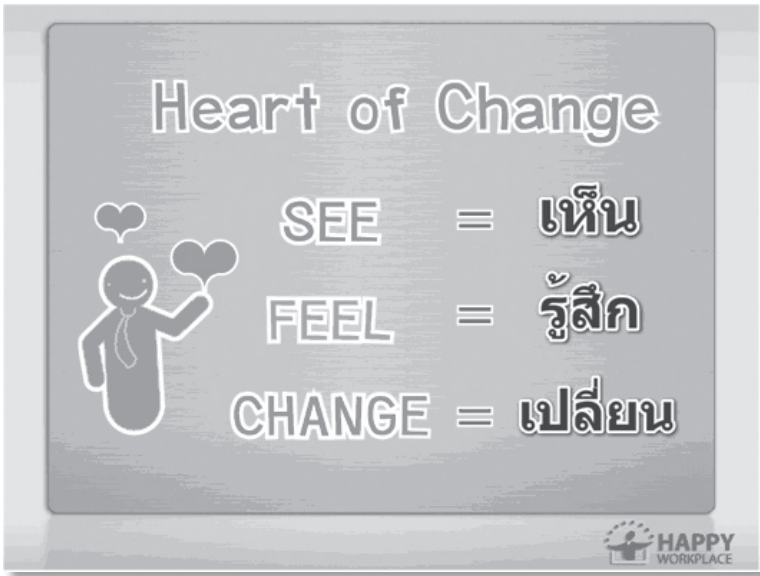 Heart of Change
SEE = เห็น
FEEL = รู้สึก
CHANGE = เปลี่ยน
HAPPY
WORKPLACE